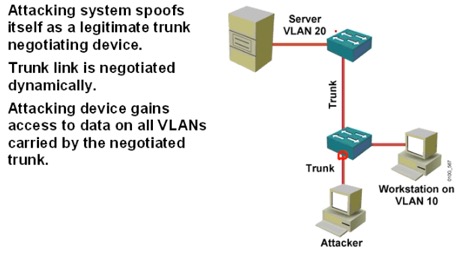 Attacking system spoofs
itself as a legitimate trunk
negotiating device.
Trunk link is negotiated
dynamically.
Attacking device gains
access to data on all VLANs
carried by the negotiated
trunk.
Server
VLAN 20
Trunk
Trunk
Workstation on
VLAN 10
Attacker